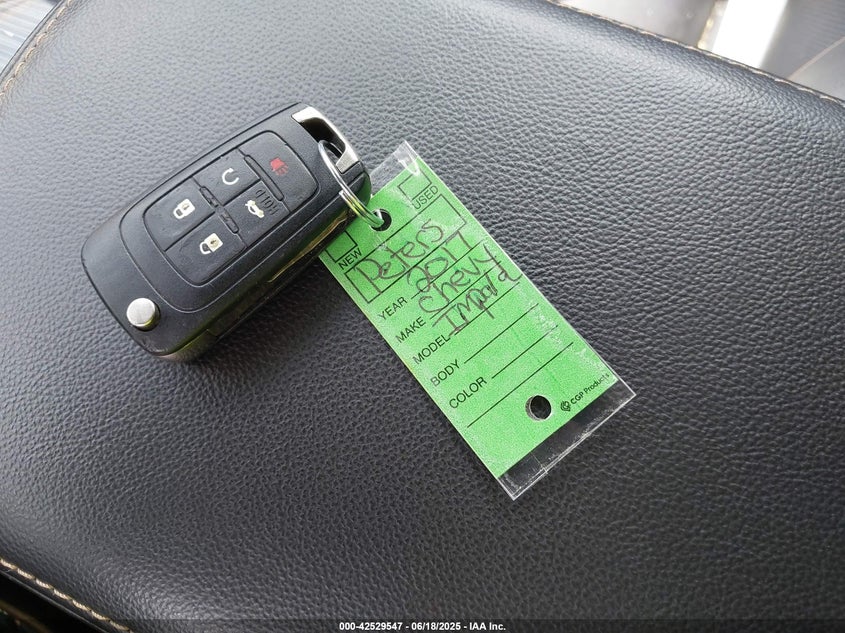 HOLD
USED
NEW
Peters
YEAR 2017
MAKE Chevy
MODEL Impala
BODY
COLOR
CGP Products
000-42529547 - 06/18/2025 - IAA Inc.